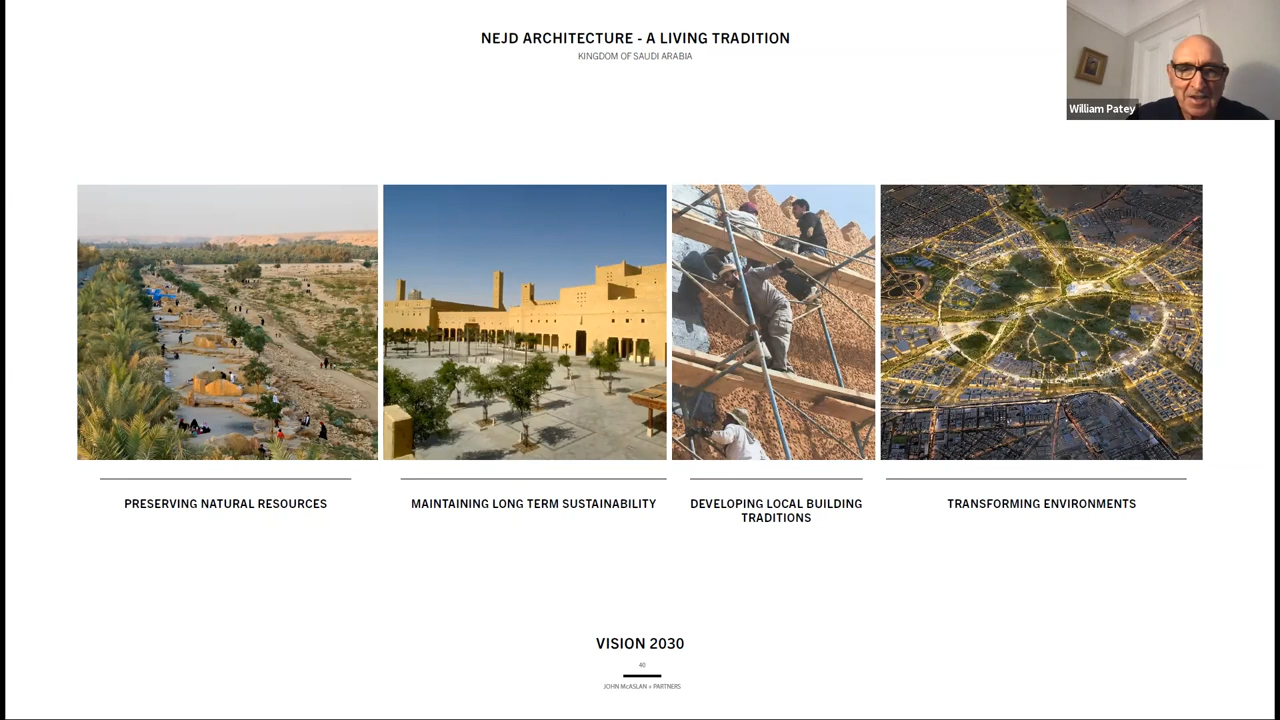 NEJD ARCHITECTURE - A LIVING TRADITION
KINGDOM OF SAUDI ARABIA
William Patey
PRESERVING NATURAL RESOURCES
MAINTAINING LONG TERM SUSTAINABILITY
DEVELOPING LOCAL BUILDING
TRADITIONS
TRANSFORMING ENVIRONMENTS
VISION 2030
40
JOHN McASLAN + PARTNERS